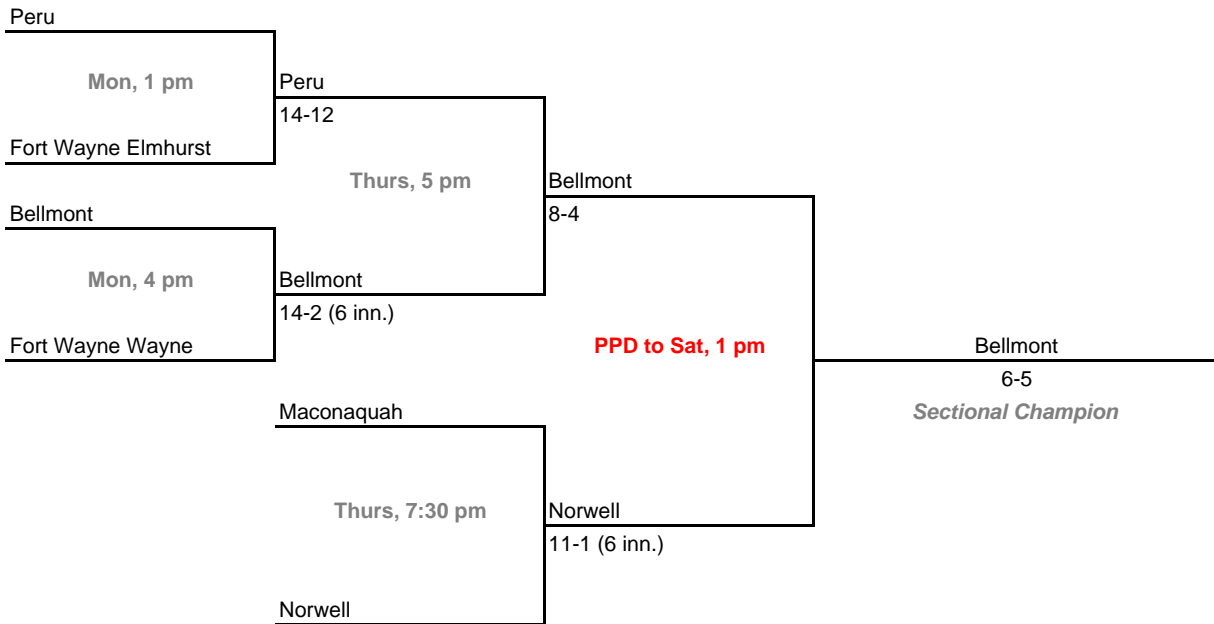 Peru
Mon, 1 pm
Peru
14-12
Fort Wayne Elmhurst
Thurs, 5 pm
Bellmont
8-4
Bellmont
Mon, 4 pm
Bellmont
14-2 (6 inn.)
Fort Wayne Wayne
PPD to Sat, 1 pm
Bellmont
6-5
Sectional Champion
Maconaquah
Thurs, 7:30 pm
Norwell
11-1 (6 inn.)
Norwell